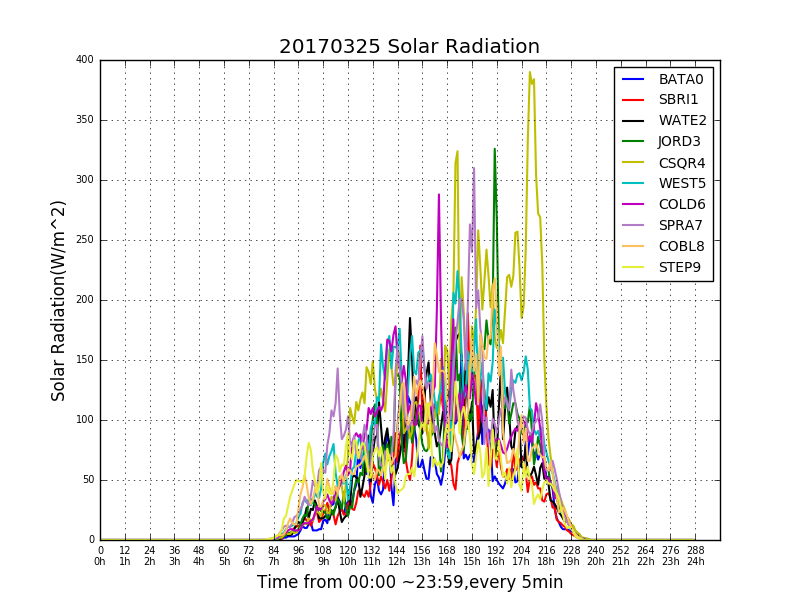 20170325 Solar Radiation
Solar Radiation(W/m^2)
400
350
300
250
200
150
100
50
0
BATA0
SBRI1
WATE2
JORD3
CSQR4
WEST5
COLD6
SPRA7
COBL8
STEP9
0 12 24 36 48 60 72 84 96 108 120 132 144 156 168 180 192 204 216 228 240 252 264 276 288
0h 1h 2h 3h 4h 5h 6h 7h 8h 9h 10h 11h 12h 13h 14h 15h 16h 17h 18h 19h 20h 21h 22h 23h 24h
Time from 00:00 ~23:59,every 5min